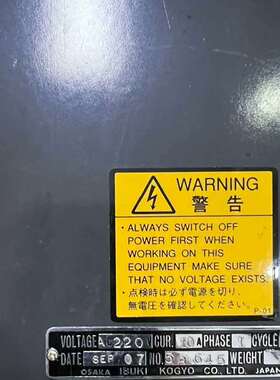 WARNING
警告
・ALWAYS SWITCH OFF
POWER FIRST WHEN
WORKING ON THIS
EQUIPMENT MAKE SURE
THAT NO VOLTAGE EXISTS.
・点検時は必ず電源を切り、
無電圧を確認してください。
P-01
VOLTAGE 220 CUR. 10A PHASE 1 CYCLE
DATE SEP 07 NO. WEIGHT
OSAKA IBUKI KOGYO CO. LTD. JAPAN